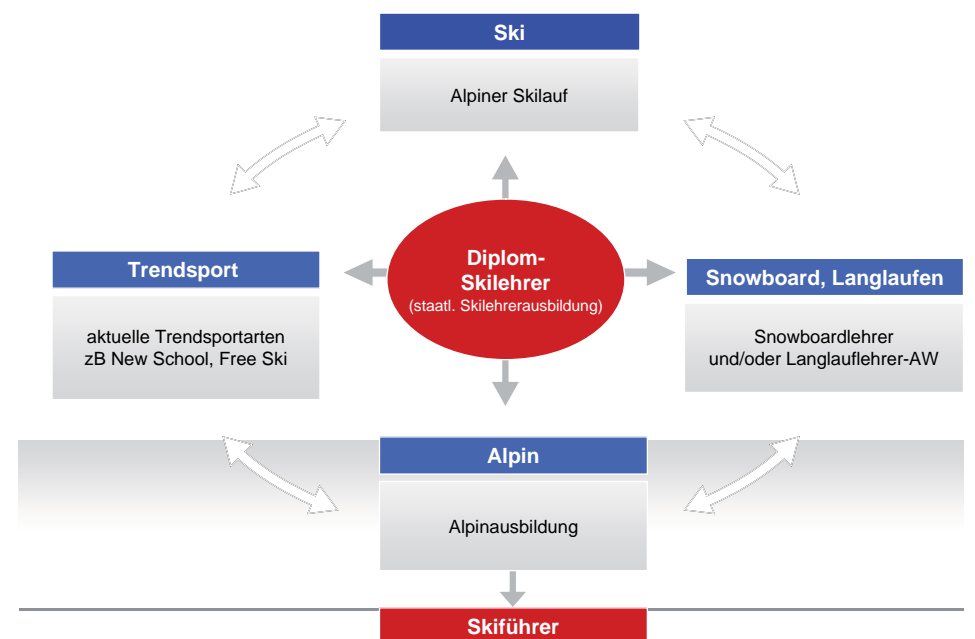 Ski
Alpiner Skilauf
Trendsport
aktuelle Trendsportarten
zB New School, Free Ski
Diplom-
Skilehrer
(staatl. Skilehrerausbildung)
Snowboard, Langlaufen
Snowboardlehrer
und/oder Langlauflehrer-AW
Alpin
Alpinausbildung
Skiführer